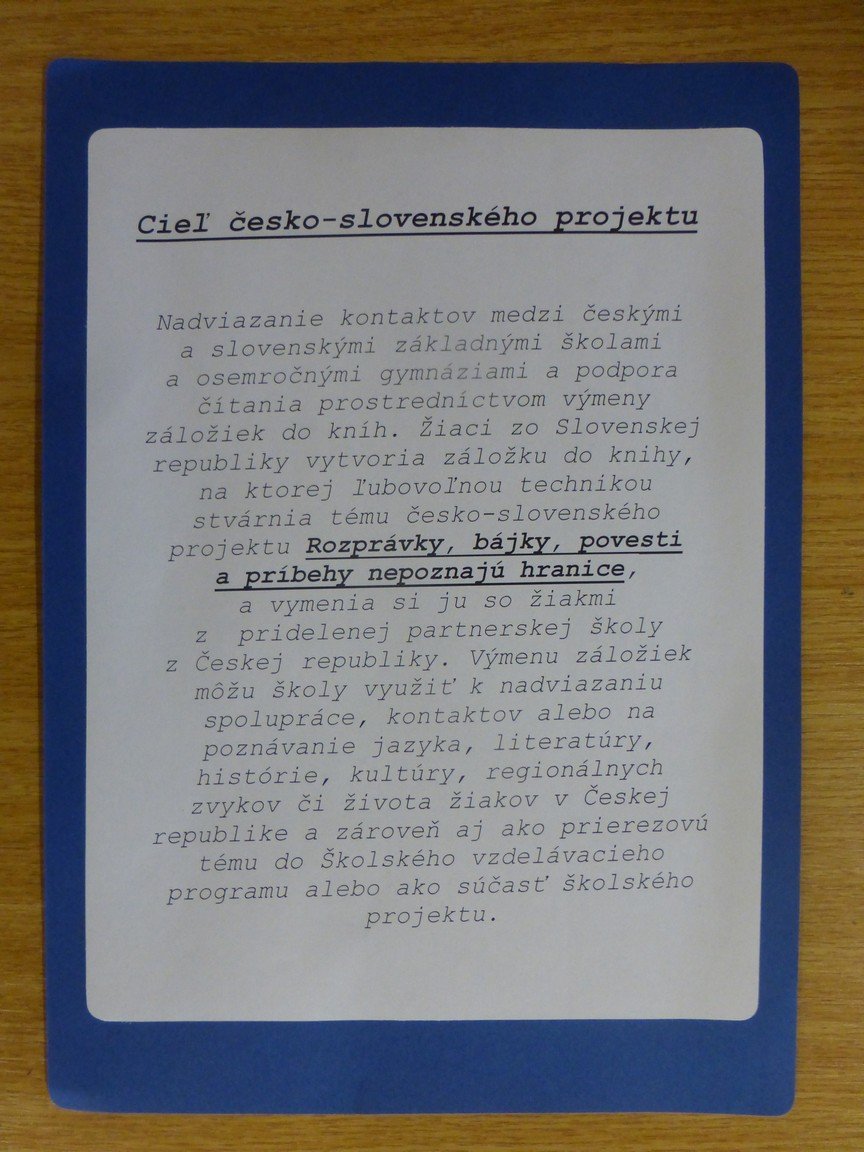 Cieľ česko-slovenského projektu
Nadviazanie kontaktov medzi českými
a slovenskými základnými školami
a osemročnými gymnáziami a podpora
čítania prostredníctvom výmeny
záložiek do kníh. Žiaci zo Slovenskej
republiky vytvoria záložku do knihy,
na ktorej ľubovoľnou technikou
stvárnia tému česko-slovenského
projektu Rozprávky, bájky, povesti
a príbehy nepoznajú hranice,
a vymenia si ju so žiakmi
z pridelenej partnerskej školy
z Českej republiky. Výmenu záložiek
môžu školy využiť k nadviazaniu
spolupráce, kontaktov alebo na
poznávanie jazyka, literatúry,
histórie, kultúry, regionálnych
zvykov či života žiakov v Českej
republike a zároveň aj ako prierezovú
tému do Školského vzdelávacieho
programu alebo ako súčasť školského
projektu.